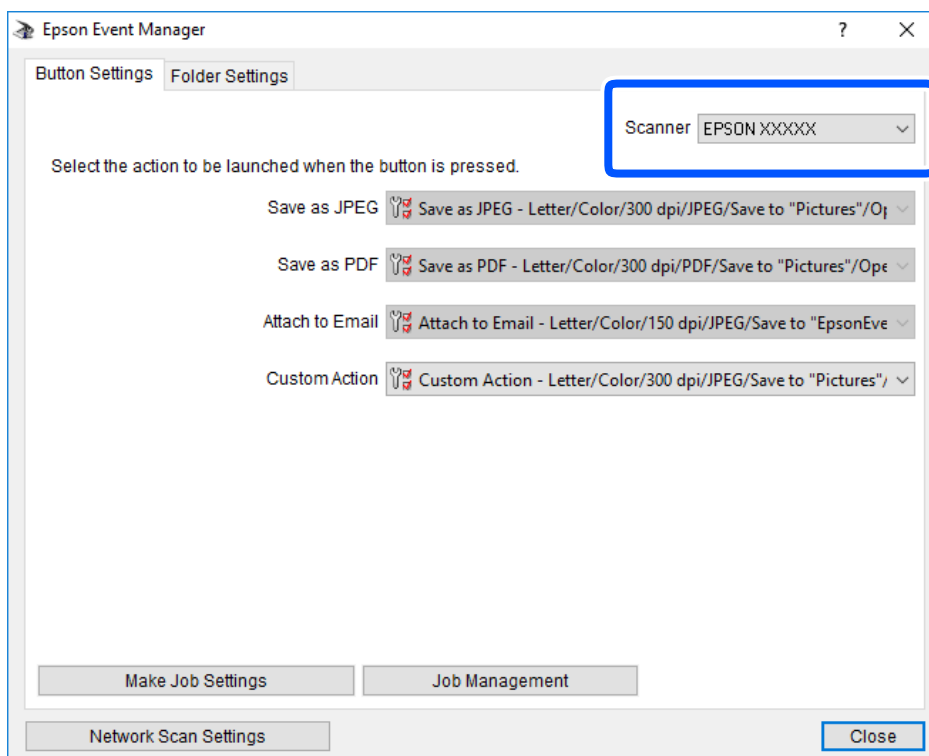 Epson Event Manager
?
Button Settings Folder Settings
Scanner EPSON XXXXX
Select the action to be launched when the button is pressed.
Save as JPEG Save as JPEG - Letter/Color/300 dpi/JPEG/Save to "Pictures"/Op
Save as PDF Save as PDF - Letter/Color/300 dpi/PDF/Save to "Pictures"/Ope
Attach to Email Attach to Email - Letter/Color/150 dpi/JPEG/Save to "EpsonEve
Custom Action Custom Action - Letter/Color/300 dpi/JPEG/Save to "Pictures"/
Make Job Settings Job Management
Network Scan Settings Close